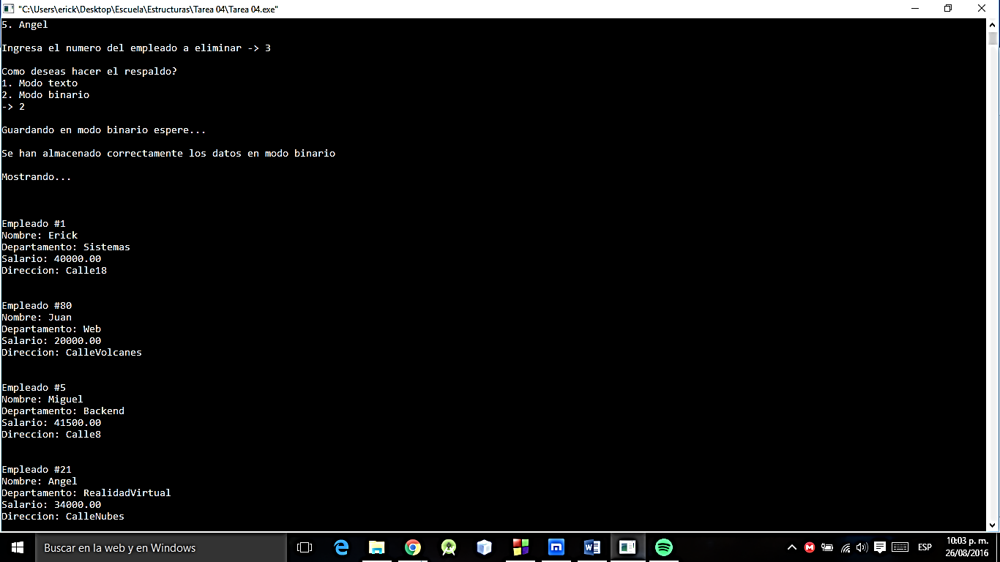 "C:\Users\erick\Desktop\Escuela\Estructuras\Tarea 04\Tarea 04.exe"
5. Angel
Ingresa el numero del empleado a eliminar -> 3
Como deseas hacer el respaldo?
1. Modo texto
2. Modo binario
-> 2
Guardando en modo binario espere...
Se han almacenado correctamente los datos en modo binario
Mostrando...
Empleado #1
Nombre: Erick
Departamento: Sistemas
Salario: 40000.00
Direccion: Calle18
Empleado #80
Nombre: Juan
Departamento: Web
Salario: 20000.00
Direccion: CalleVolcanes
Empleado #5
Nombre: Miguel
Departamento: Backend
Salario: 41500.00
Direccion: Calle8
Empleado #21
Nombre: Angel
Departamento: RealidadVirtual
Salario: 34000.00
Direccion: CalleNubes
Buscar en la web y en Windows
ESP
10:03 p. m.
26/08/2016